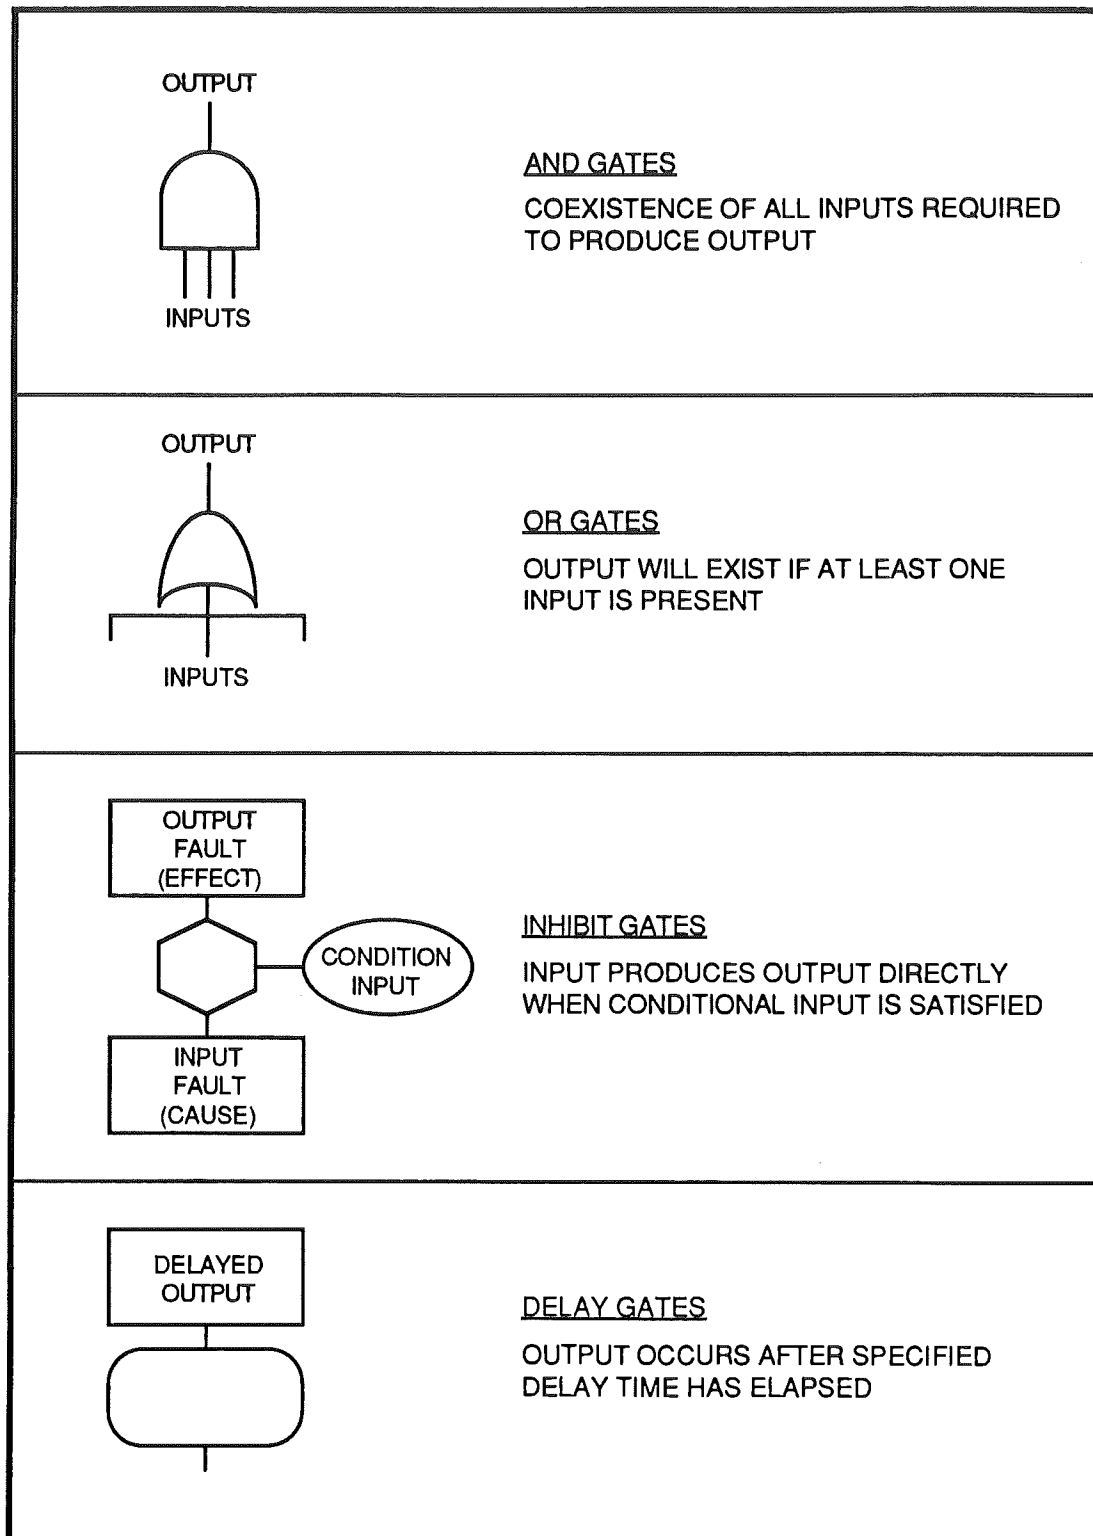 OUTPUT
INPUTS
AND GATES
COEXISTENCE OF ALL INPUTS REQUIRED
TO PRODUCE OUTPUT
OUTPUT
INPUTS
OR GATES
OUTPUT WILL EXIST IF AT LEAST ONE
INPUT IS PRESENT
OUTPUT
FAULT
(EFFECT)
CONDITION
INPUT
INPUT
FAULT
(CAUSE)
INHIBIT GATES
INPUT PRODUCES OUTPUT DIRECTLY
WHEN CONDITIONAL INPUT IS SATISFIED
DELAYED
OUTPUT
DELAY GATES
OUTPUT OCCURS AFTER SPECIFIED
DELAY TIME HAS ELAPSED